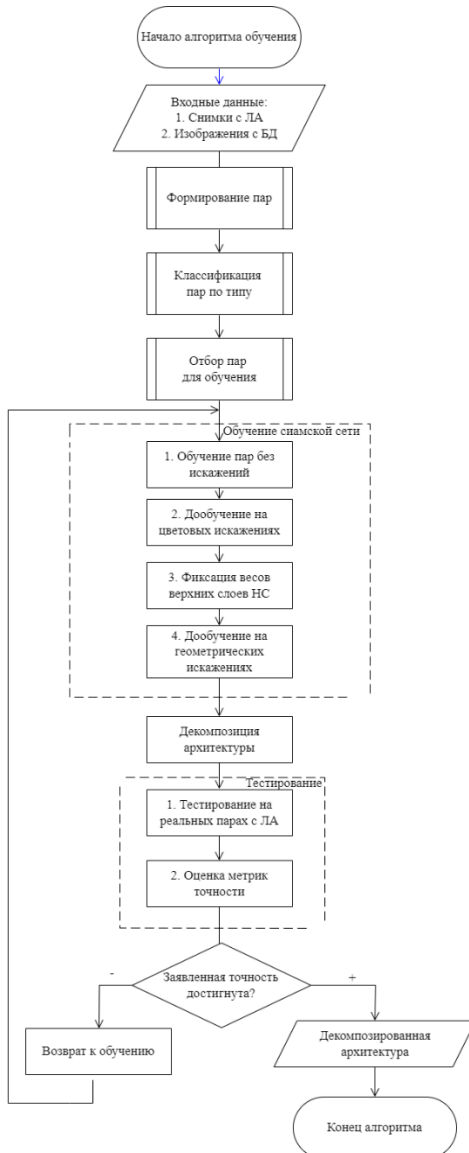 Начало алгоритма обучения
Входные данные:
1. Снимки с ЛА
2. Изображения с БД
Формирование пар
Классификация
пар по типу
Отбор пар
для обучения
Обучение сиамской сети
1. Обучение пар без
искажений
2. Дообучение на
цветовых искажениях
3. Фиксация весов
верхних слоев НС
4. Дообучение на
геометрических
искажениях
Декомпозиция
архитектуры
Тестирование
1. Тестирование на
реальных парах с ЛА
2. Оценка метрик
точности
Заявленная точность
достигнута?
-
+
Возврат к обучению
Декомпозированная
архитектура
Конец алгоритма